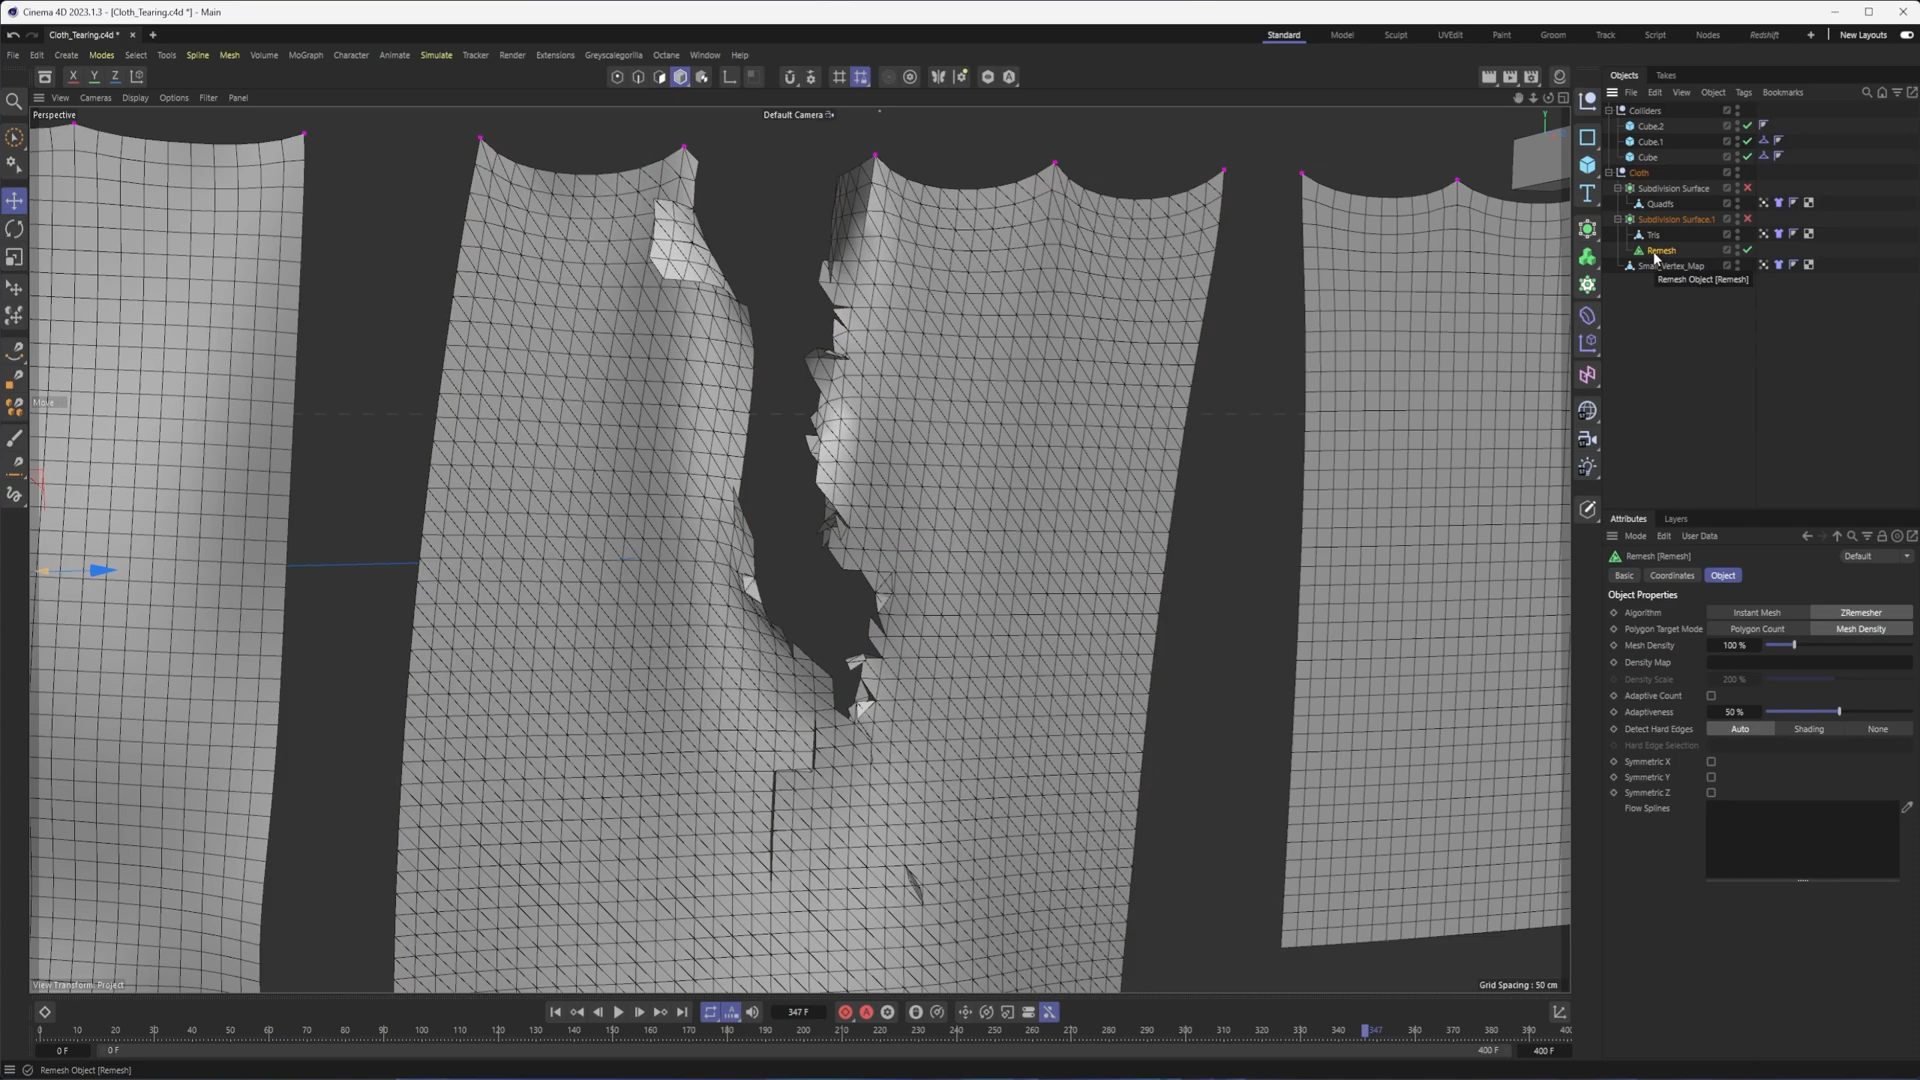 Cinema 4D 2023.1.3 - [Cloth_Tearing.c4d *] - Main
Cloth_Tearing.c4d *
Standard Model Sculpt UVEdit Paint Groom Track Script Nodes Redshift New Layouts
File Edit Create Modes Select Tools Spline Mesh Volume MoGraph Character Animate Simulate Tracker Render Extensions Greyscalegorilla Octane Window Help
X Y Z
Objects Takes
File Edit View Object Tags Bookmarks
View Cameras Display Options Filter Panel
Perspective
Default Camera
Y
Colliders
Cube.2
Cube.1
Cube
Cloth
Subdivision Surface
Quadfs
Subdivision Surface.1
Tris
Remesh
Small_Vertex_Map
Remesh Object [Remesh]
Move
Attributes Layers
Mode Edit User Data
Remesh [Remesh]
Default
Basic Coordinates Object
Object Properties
Algorithm Instant Mesh ZRemesher
Polygon Target Mode Polygon Count Mesh Density
Mesh Density 100 %
Density Map
Density Scale 200 %
Adaptive Count
Adaptiveness 50 %
Detect Hard Edges Auto Shading None
Hard Edge Selection
Symmetric X
Symmetric Y
Symmetric Z
Flow Splines
View Transform: Project
Grid Spacing : 50 cm
347 F
0 10 20 30 40 50 60 70 80 90 100 110 120 130 140 150 160 170 180 190 200 210 220 230 240 250 260 270 280 290 300 310 320 330 340 347 360 370 380 390 400
0 F 0 F 400 F 400 F
Remesh Object [Remesh]